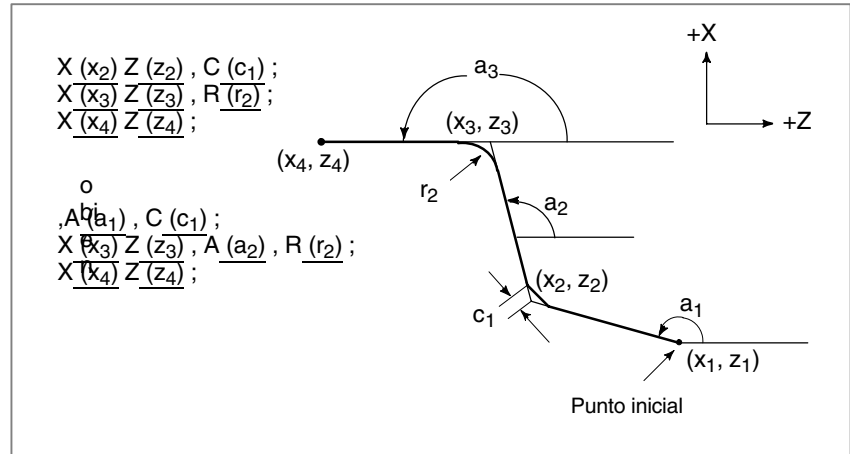 X (x2) Z (z2) , C (c1) ;
X (x3) Z (z3) , R (r2) ;
X (x4) Z (z4) ;
o bien
,A (a1) , C (c1) ;
X (x3) Z (z3) , A (a2) , R (r2) ;
X (x4) Z (z4) ;
+X
+Z
a3
(x3, z3)
(x4, z4)
r2
a2
(x2, z2)
c1
a1
(x1, z1)
Punto inicial